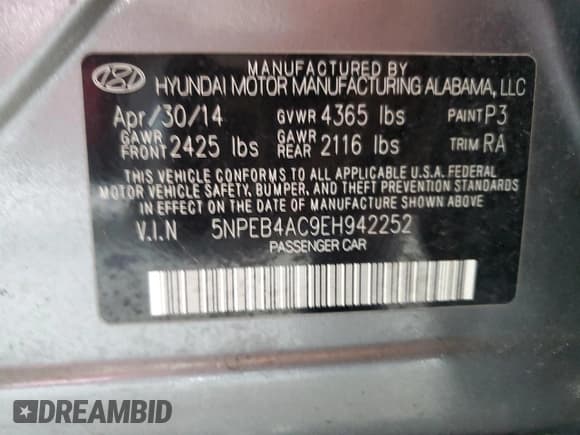 MANUFACTURED BY
HYUNDAI MOTOR MANUFACTURING ALABAMA, LLC
Apr/30/14 GVWR 4365 lbs PAINT P3
GAWR FRONT 2425 lbs GAWR REAR 2116 lbs TRIM RA
THIS VEHICLE CONFORMS TO ALL APPLICABLE U.S.A. FEDERAL
MOTOR VEHICLE SAFETY, BUMPER, AND THEFT PREVENTION STANDARDS
IN EFFECT ON THE DATE OF MANUFACTURE SHOWN ABOVE
V.I.N 5NPEB4AC9EH942252
PASSENGER CAR
DREAMBID